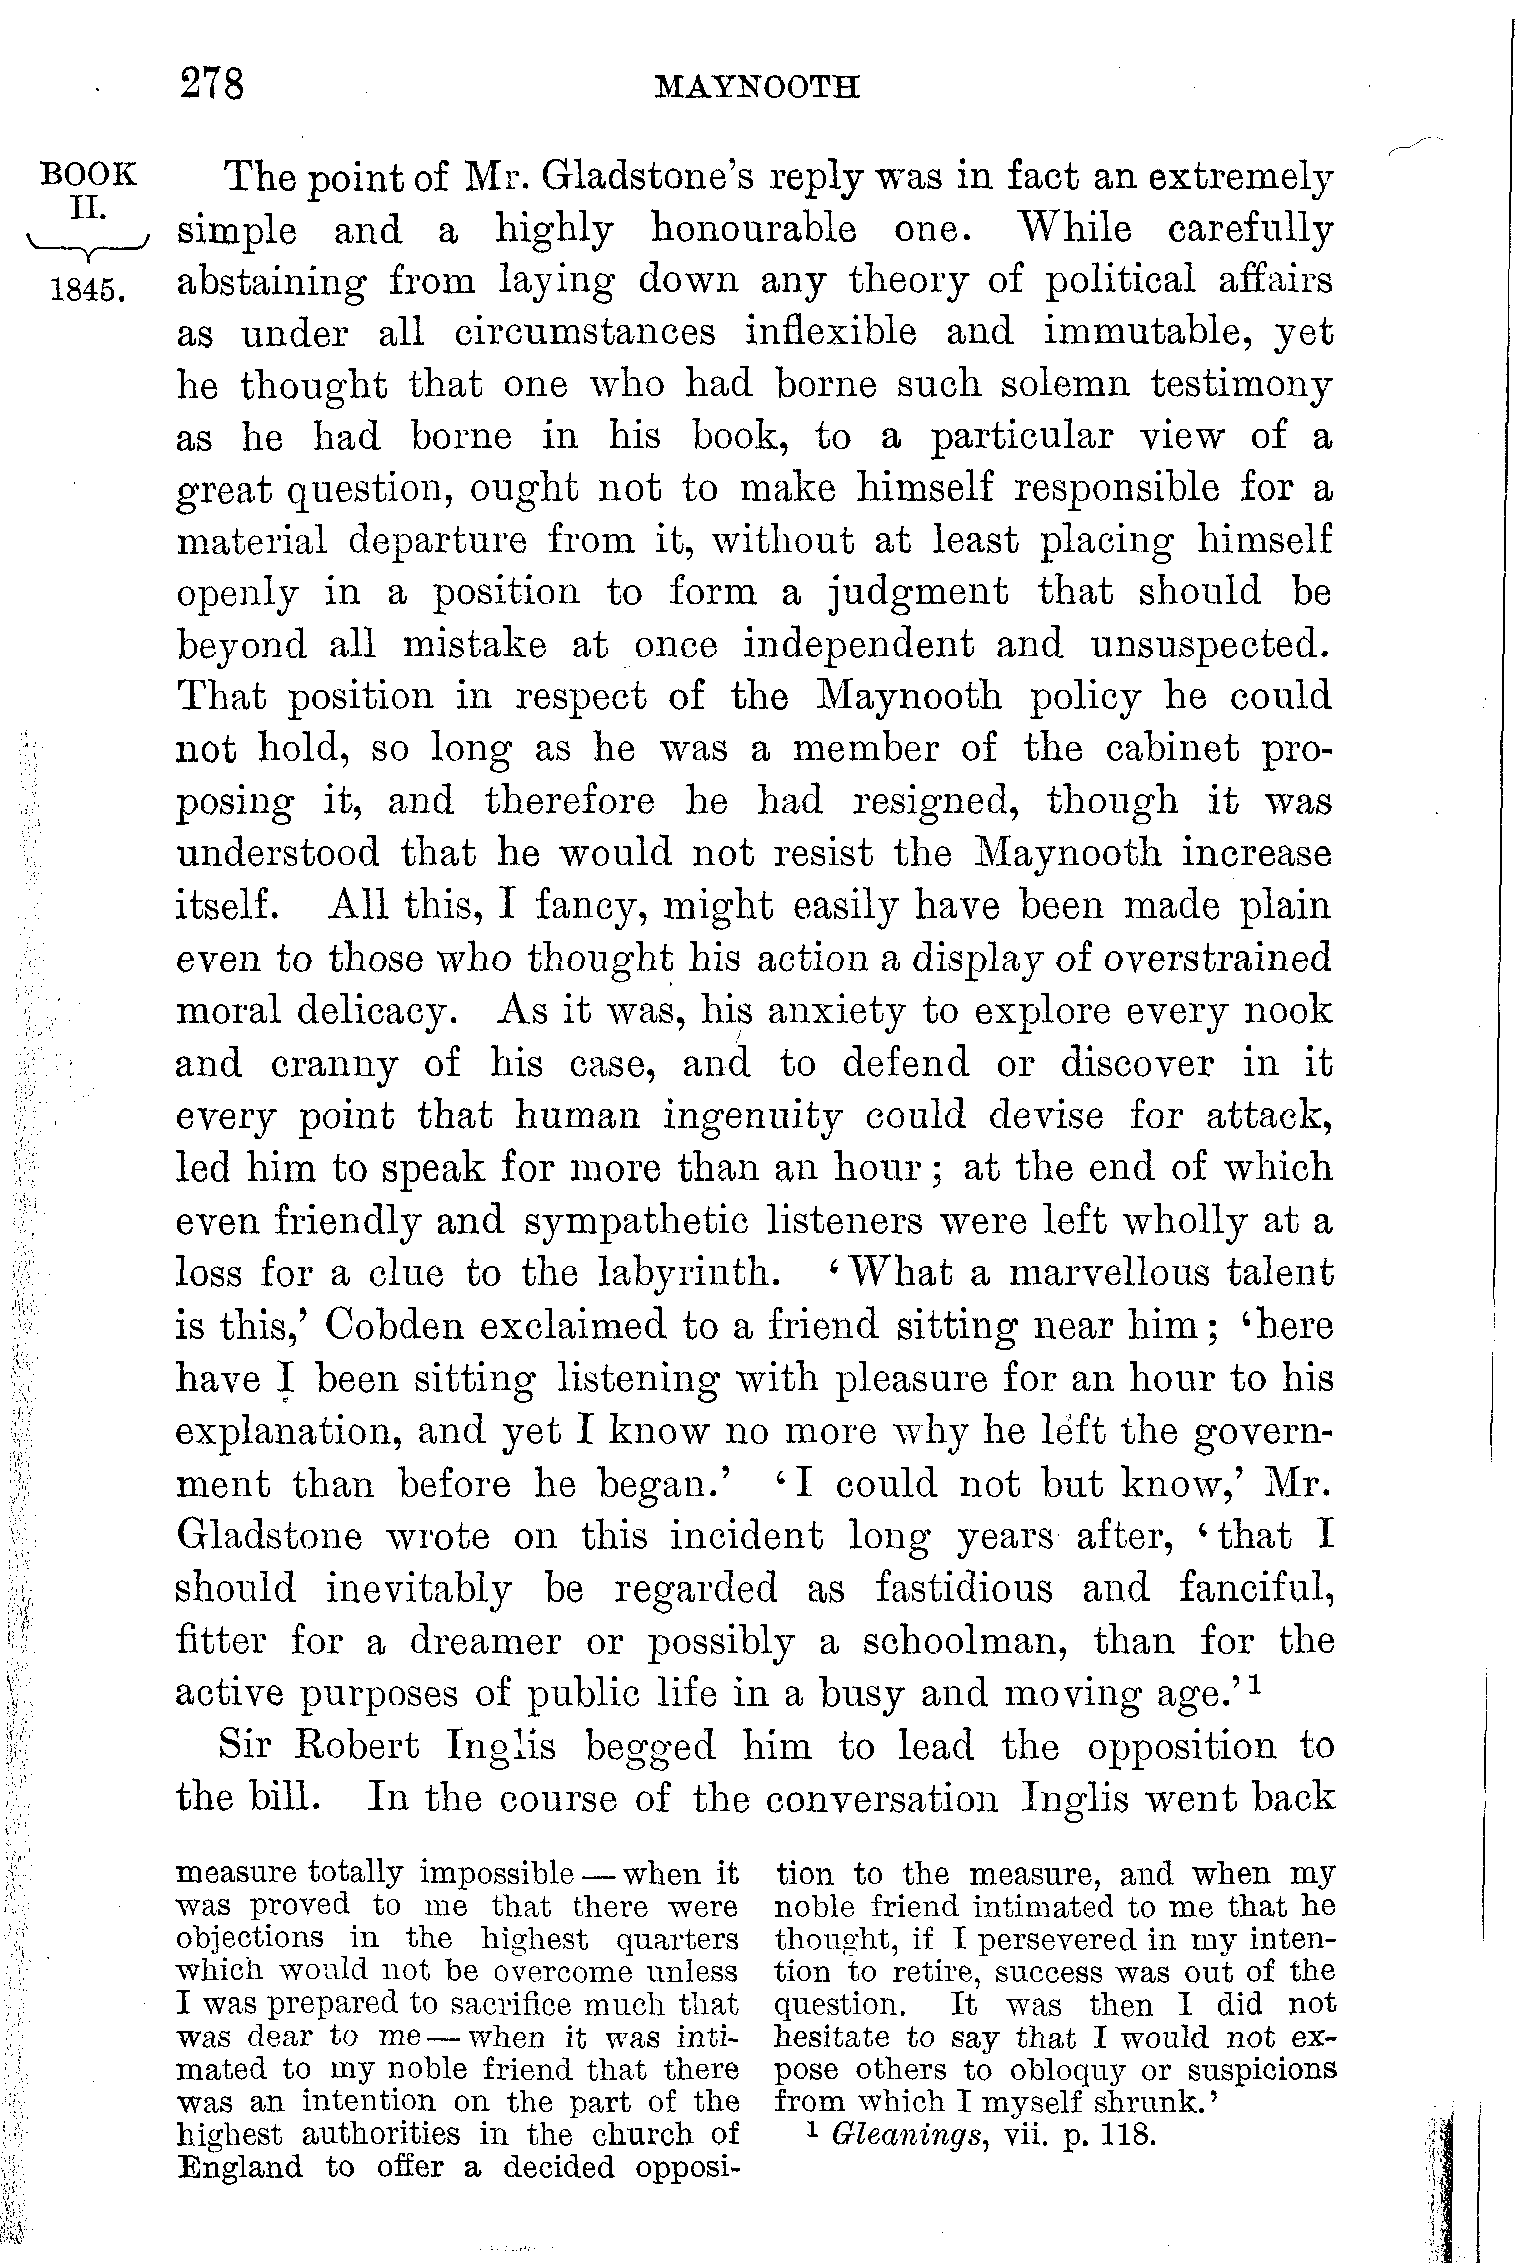 278
MAYNOOTH
BOOK
II.
1845.
The point of Mr. Gladstone's reply was in fact an extremely
simple and a highly honourable one. While carefully
abstaining from laying down any theory of political affairs
as under all circumstances inflexible and immutable, yet
he thought that one who had borne such solemn testimony
as he had borne in his book, to a particular view of a
great question, ought not to make himself responsible for a
material departure from it, without at least placing himself
openly in a position to form a judgment that should be
beyond all mistake at once independent and unsuspected.
That position in respect of the Maynooth policy he could
not hold, so long as he was a member of the cabinet pro-
posing it, and therefore he had resigned, though it was
understood that he would not resist the Maynooth increase
itself. All this, I fancy, might easily have been made plain
even to those who thought his action a display of overstrained
moral delicacy. As it was, his anxiety to explore every nook
and cranny of his case, and to defend or discover in it
every point that human ingenuity could devise for attack,
led him to speak for more than an hour; at the end of which
even friendly and sympathetic listeners were left wholly at a
loss for a clue to the labyrinth. 'What a marvellous talent
is this,' Cobden exclaimed to a friend sitting near him; 'here
have I been sitting listening with pleasure for an hour to his
explanation, and yet I know no more why he left the govern-
ment than before he began.' 'I could not but know,' Mr.
Gladstone wrote on this incident long years after, 'that I
should inevitably be regarded as fastidious and fanciful,
fitter for a dreamer or possibly a schoolman, than for the
active purposes of public life in a busy and moving age.'1
Sir Robert Inglis begged him to lead the opposition to
the bill. In the course of the conversation Inglis went back
measure totally impossible—when it
was proved to me that there were
objections in the highest quarters
which would not be overcome unless
I was prepared to sacrifice much that
was dear to me—when it was inti-
mated to my noble friend that there
was an intention on the part of the
highest authorities in the church of
England to offer a decided opposi-
tion to the measure, and when my
noble friend intimated to me that he
thought, if I persevered in my inten-
tion to retire, success was out of the
question. It was then I did not
hesitate to say that I would not ex-
pose others to obloquy or suspicions
from which I myself shrunk.'
1 Gleanings, vii. p. 118.